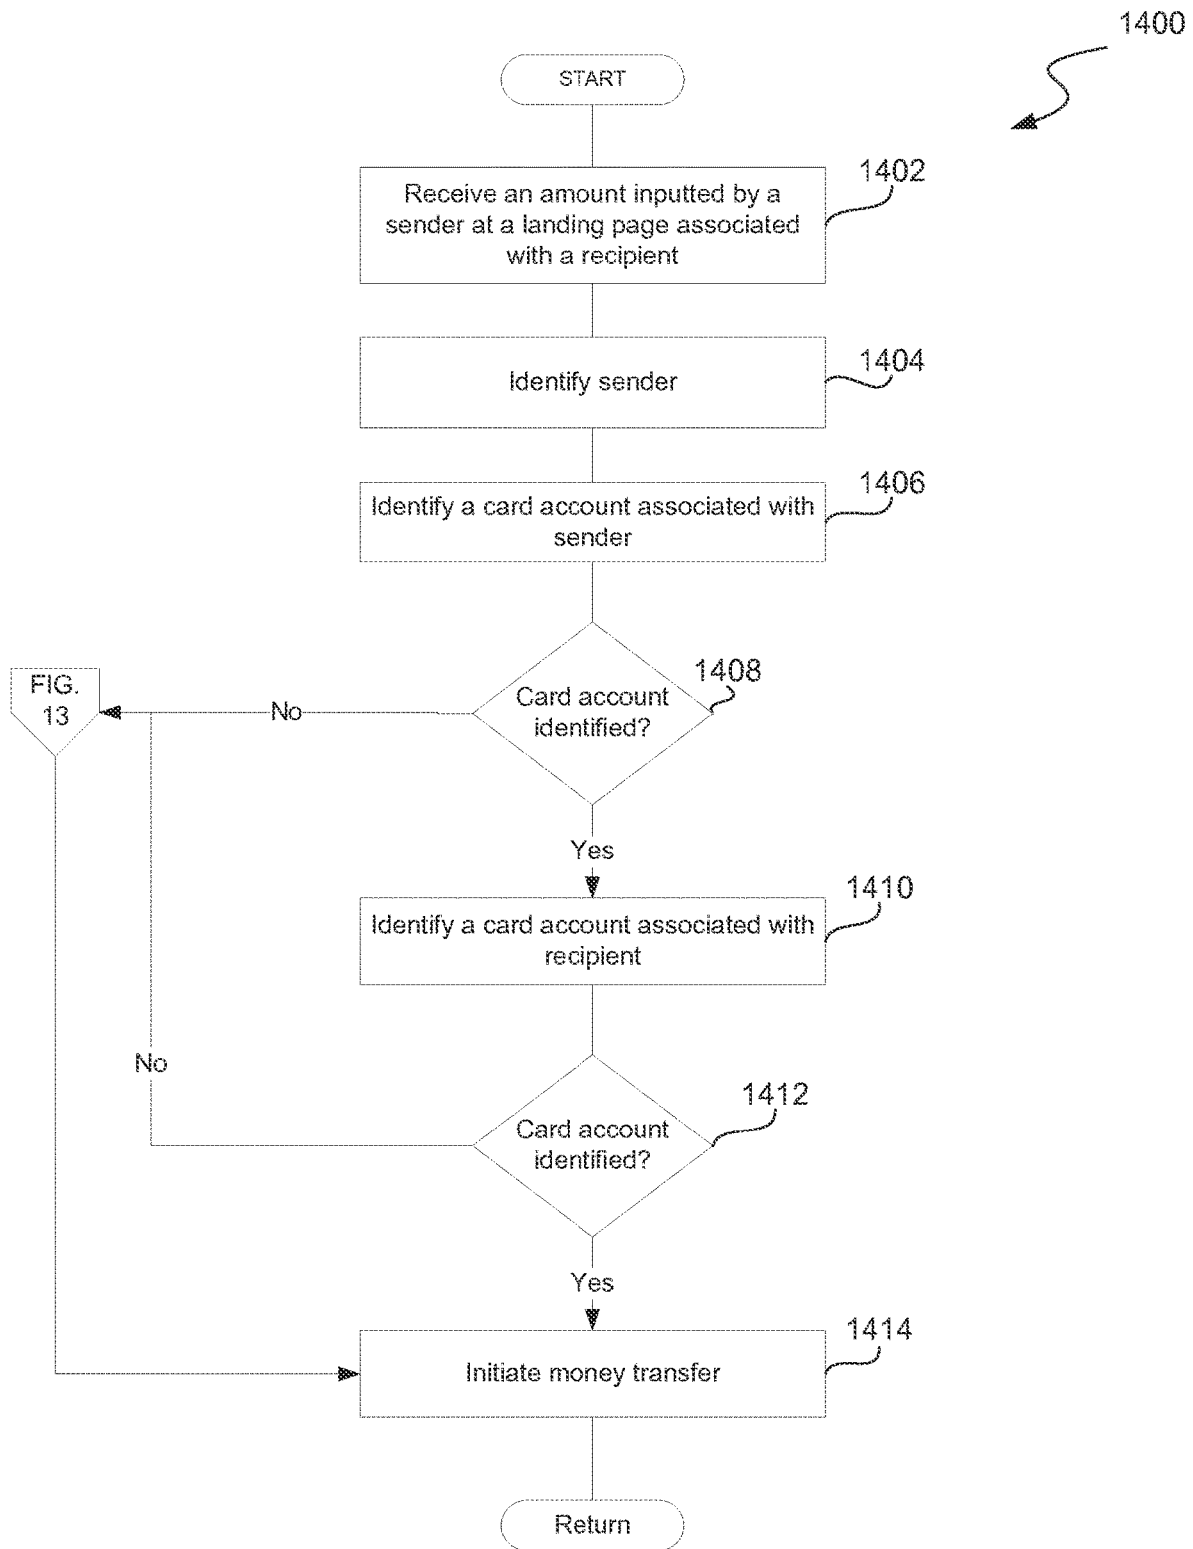 1400
START
1402
Receive an amount inputted by a
sender at a landing page associated
with a recipient
1404
Identify sender
1406
Identify a card account associated with
sender
1408
FIG.
13
No
Card account
identified?
Yes
1410
Identify a card account associated with
recipient
No
1412
Card account
identified?
Yes
1414
Initiate money transfer
Return